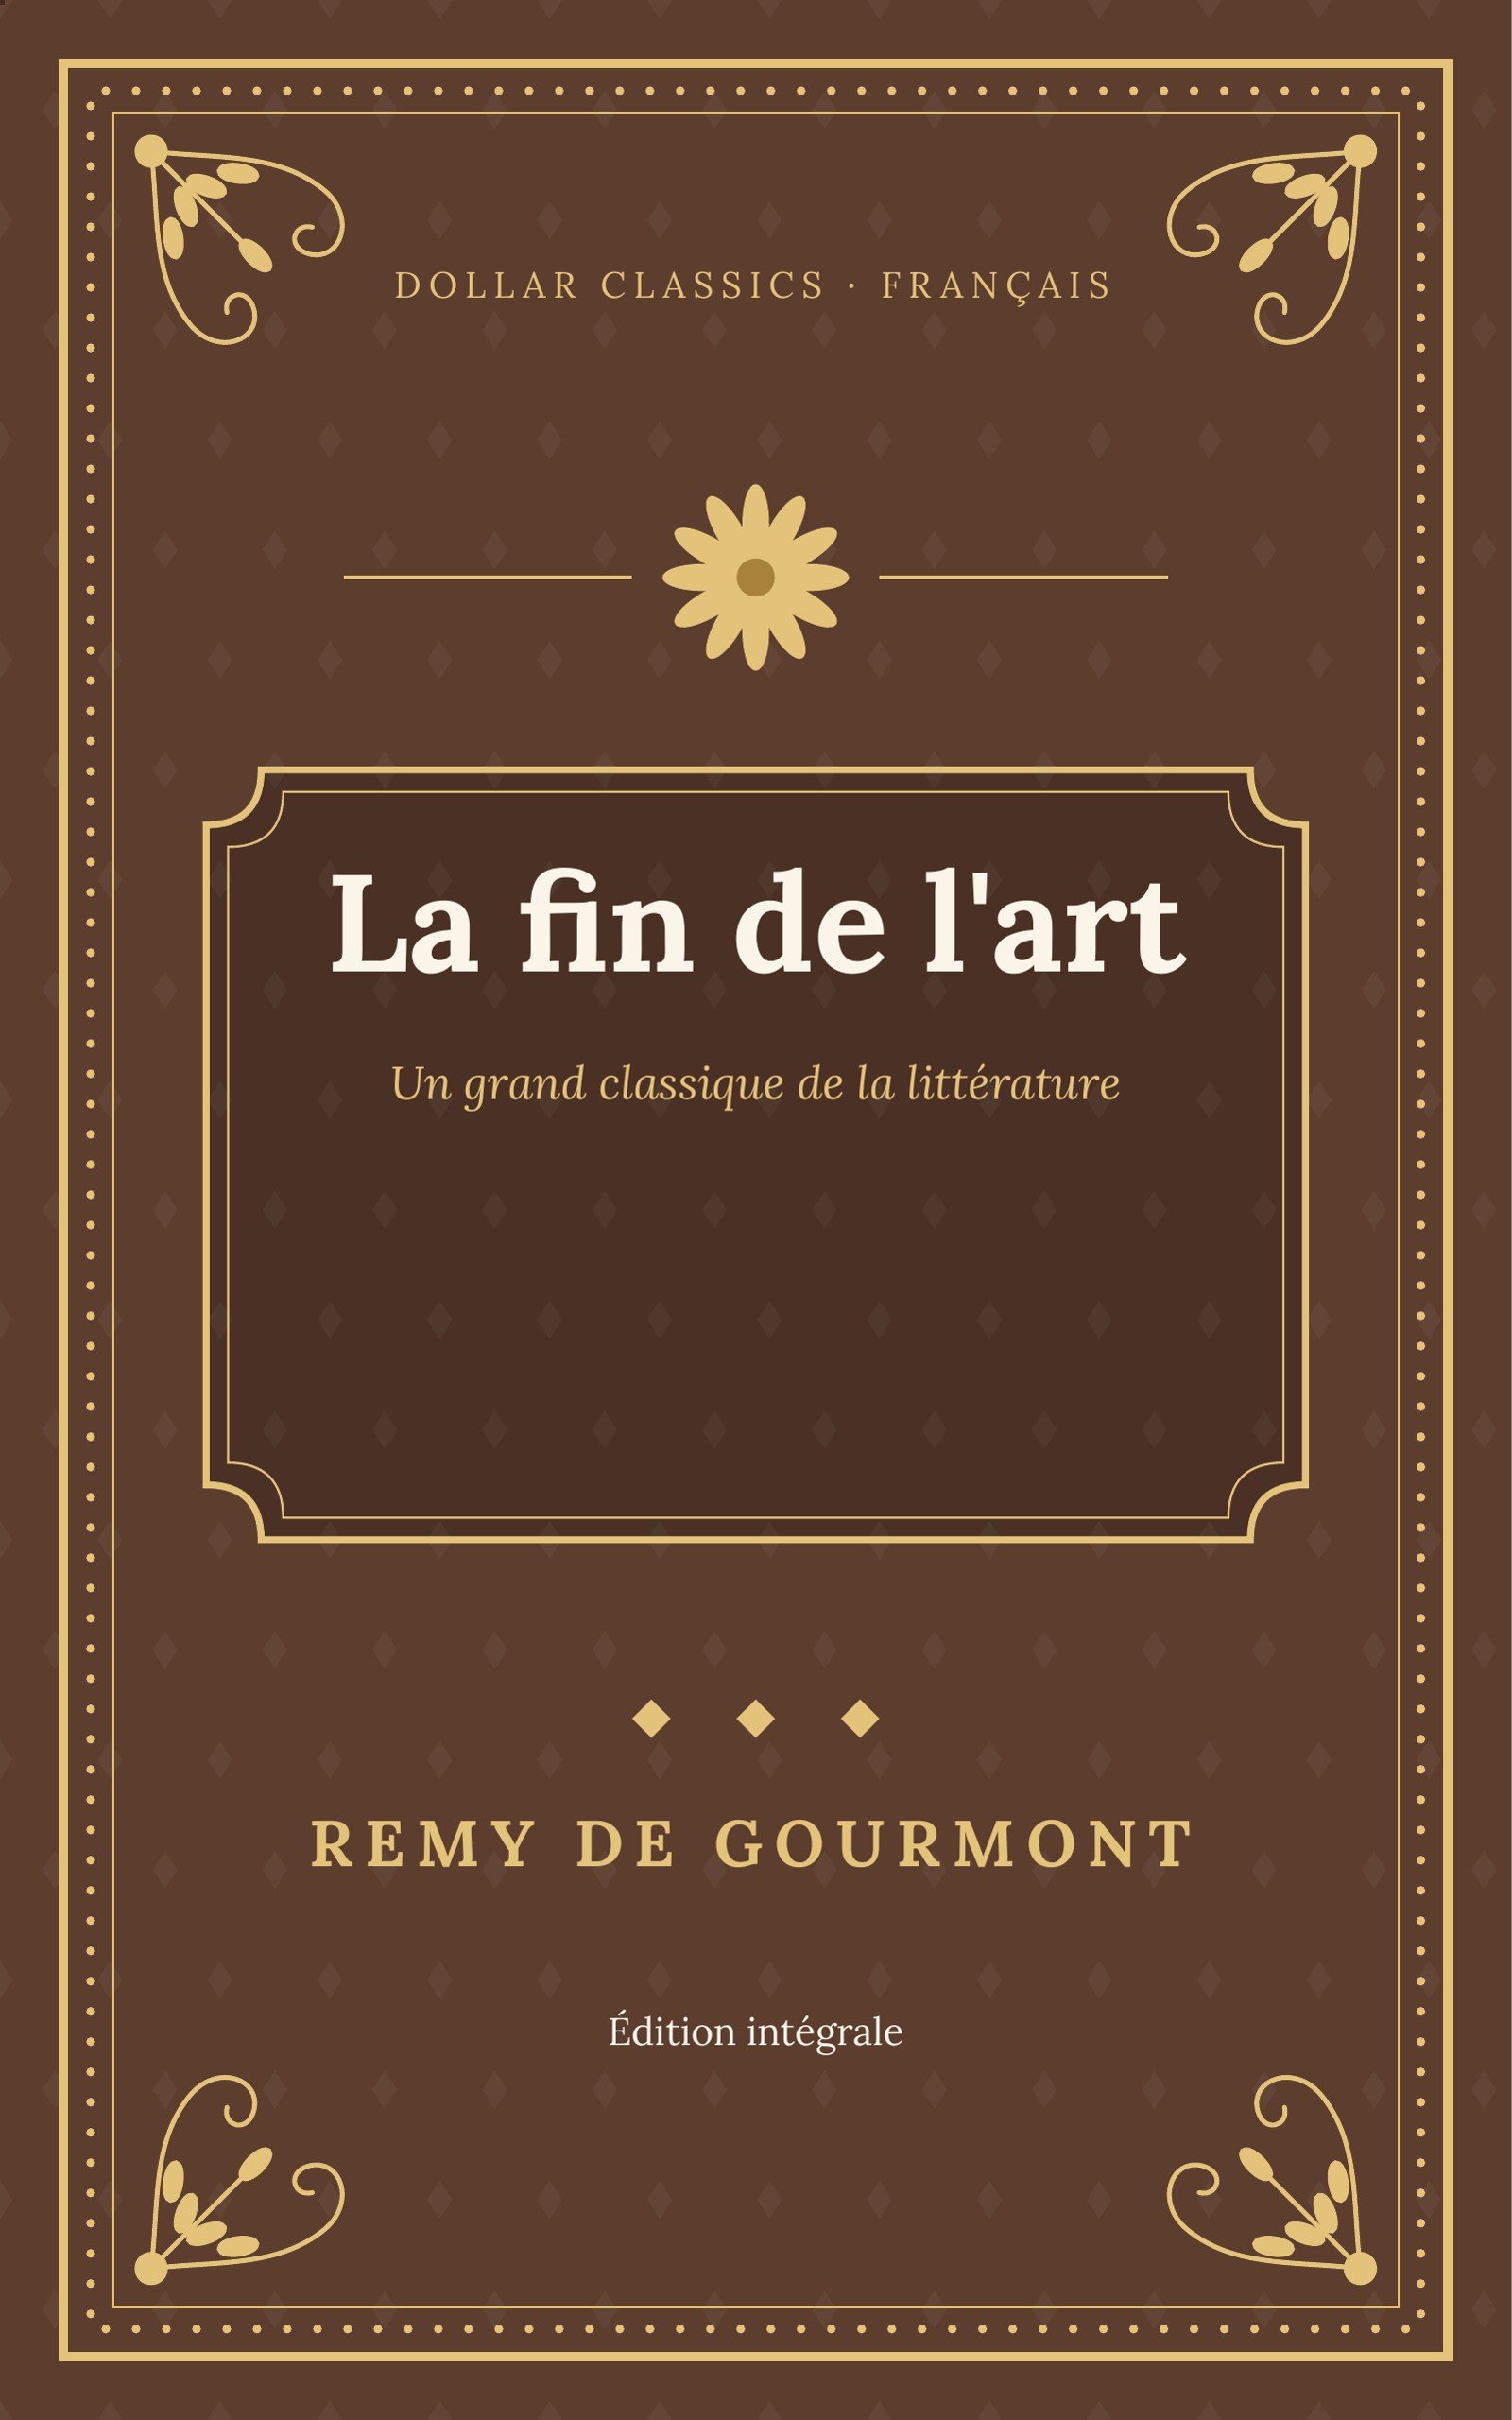 DOLLAR CLASSICS · FRANÇAIS
La fin de l'art
Un grand classique de la littérature
REMY DE GOURMONT
Édition intégrale